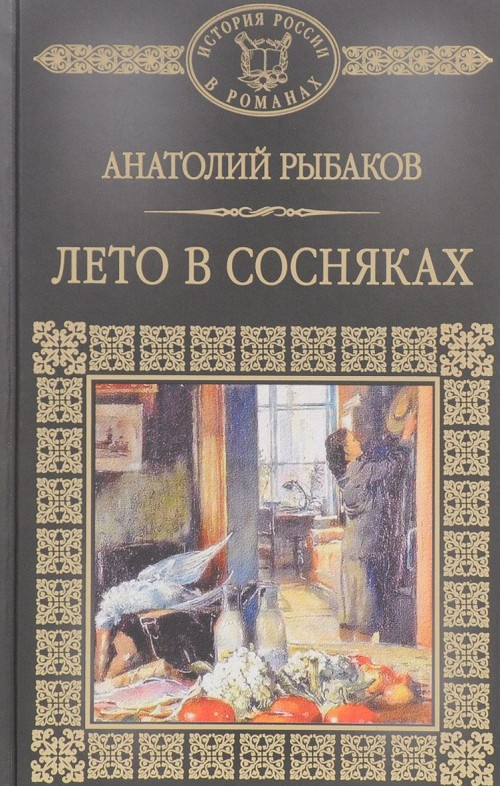 ИСТОРИЯ РОССИИ
В РОМАНАХ
АНАТОЛИЙ РЫБАКОВ
ЛЕТО В СОСНЯКАХ